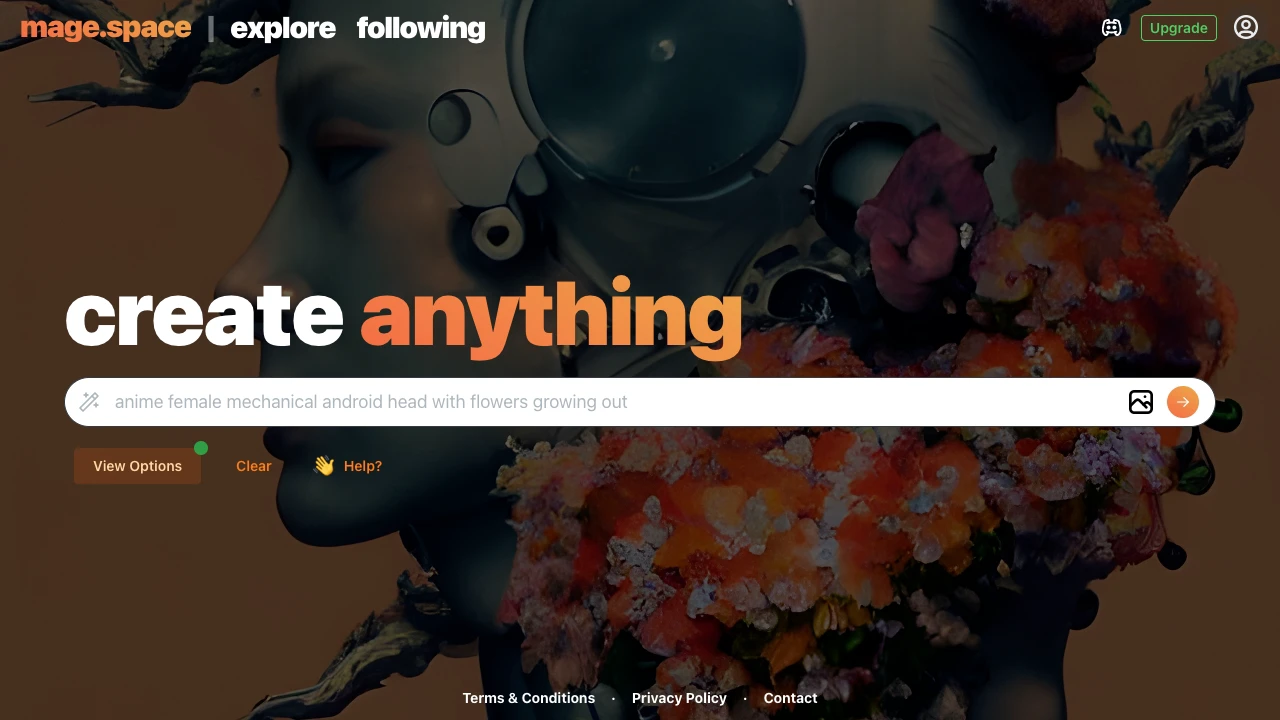 mage.space | explore following
Upgrade
create anything
anime female mechanical android head with flowers growing out
View Options
Clear
👋 Help?
Terms & Conditions · Privacy Policy · Contact